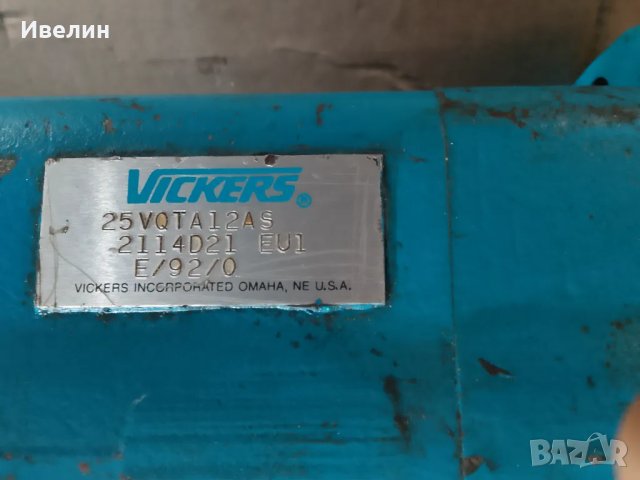 Ивелин
VICKERS®
25VQTA12AS
2114D21 EU1
E/92/0
VICKERS INCORPORATED OMAHA, NE U.S.A.
BAZAR